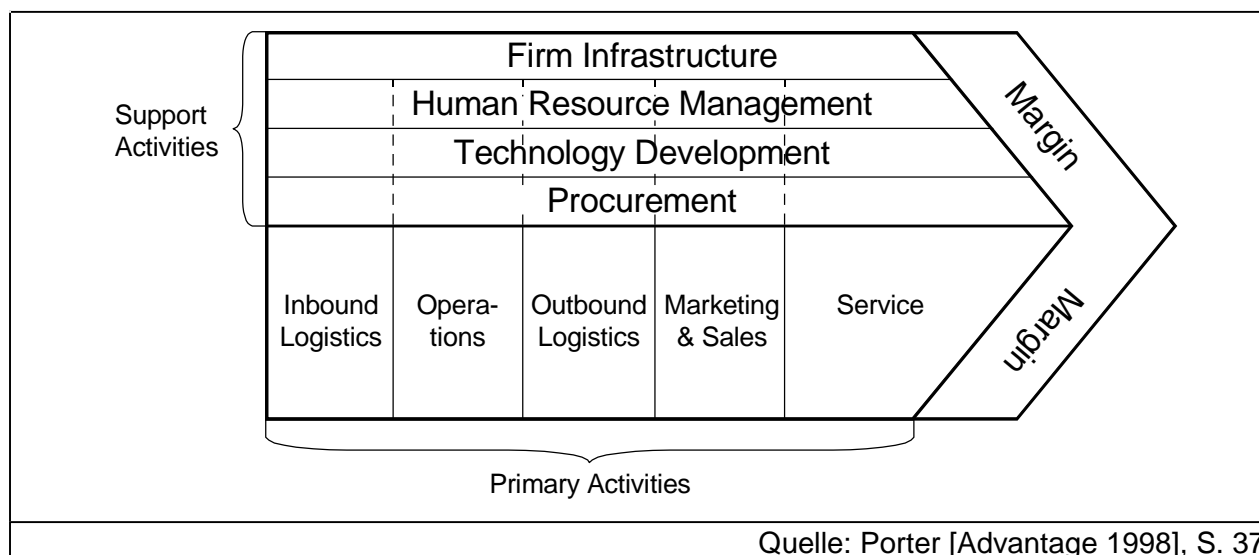 Firm Infrastructure
Support
Activities
Human Resource Management
Technology Development
Procurement
Margin
Inbound
Logistics
Opera-
tions
Outbound
Logistics
Marketing
& Sales
Service
Margin
Primary Activities
Quelle: Porter [Advantage 1998], S. 37